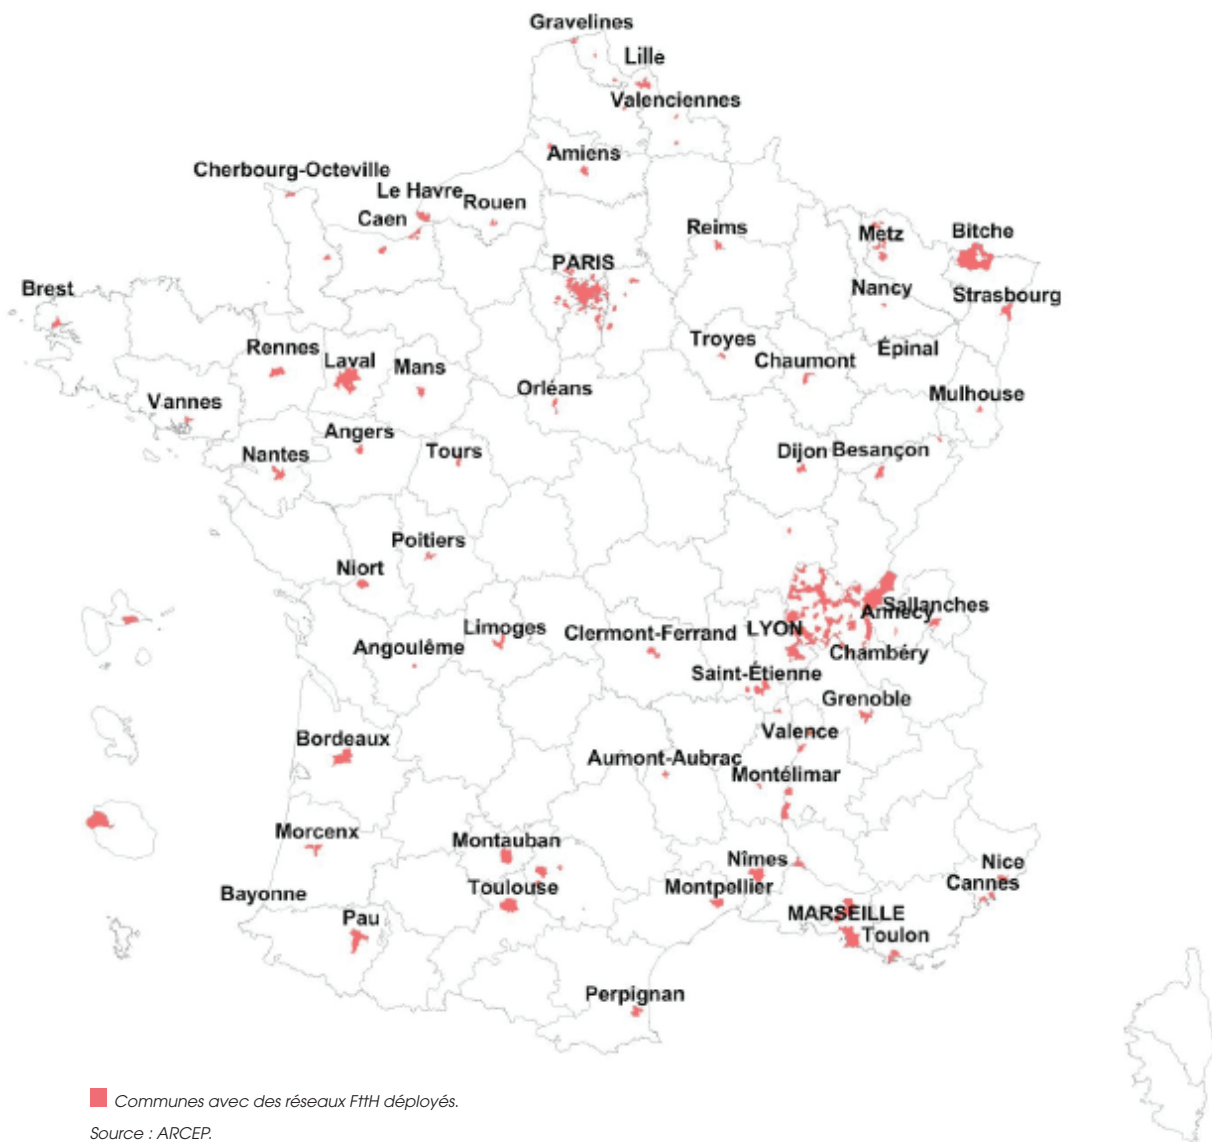 Gravelines
Lille
Valenciennes
Amiens
Cherbourg-Octeville
Le Havre
Rouen
Caen
Reims
Metz
Bitche
PARIS
Brest
Nancy
Strasbourg
Rennes
Laval
Mans
Troyes
Chaumont
Épinal
Orléans
Mulhouse
Vannes
Angers
Nantes
Tours
Dijon
Besançon
Poitiers
Niort
Sallanches
Annecy
Limoges
Clermont-Ferrand
LYON
Angoulême
Chambéry
Saint-Étienne
Grenoble
Bordeaux
Valence
Aumont-Aubrac
Montélimar
Morcenx
Montauban
Nîmes
Nice
Bayonne
Toulouse
Montpellier
Cannes
Pau
MARSEILLE
Toulon
Perpignan
Communes avec des réseaux FttH déployés.
Source : ARCEP.